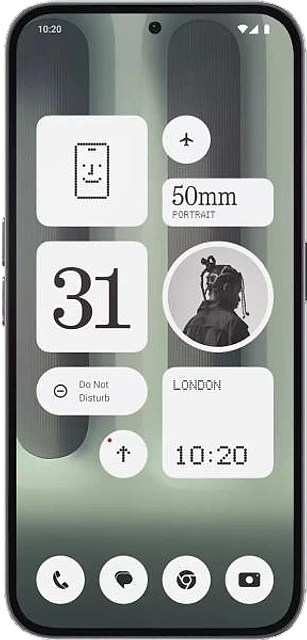 10:20
50mm
PORTRAIT
31
Do Not
Disturb
LONDON
10:20